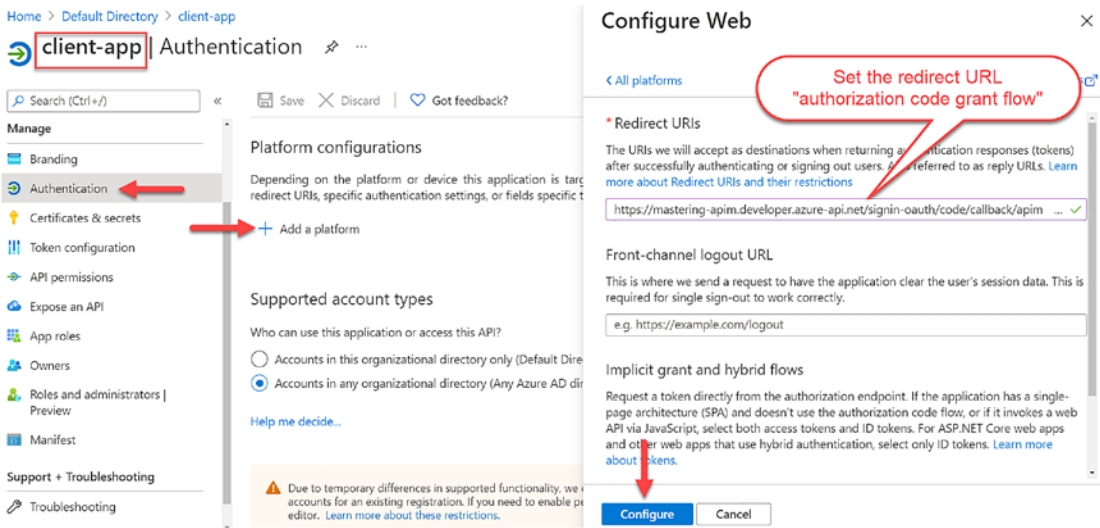 Home > Default Directory > client-app
client-app | Authentication
Search (Ctrl+/)
Manage
Branding
Authentication
Certificates & secrets
Token configuration
API permissions
Expose an API
App roles
Owners
Roles and administrators |
Preview
Manifest
Support + Troubleshooting
Troubleshooting
Save
Discard
Got feedback?
Platform configurations
Depending on the platform or device this application is targ
redirect URIs, specific authentication settings, or fields specific t
+ Add a platform
Supported account types
Who can use this application or access this API?
Accounts in this organizational directory only (Default Dire
Accounts in any organizational directory (Any Azure AD dir
Help me decide...
Due to temporary differences in supported functionality, we
accounts for an existing registration. If you need to enable pe
editor. Learn more about these restrictions.
Configure Web
All platforms
Set the redirect URL
"authorization code grant flow"
* Redirect URIs
The URIs we will accept as destinations when returning authentication responses (tokens)
after successfully authenticating or signing out users. referred to as reply URLs. Learn
more about Redirect URIs and their restrictions
https://mastering-apim.developer.azure-api.net/signin-oauth/code/callback/apim ...
Front-channel logout URL
This is where we send a request to have the application clear the user's session data. This is
required for single sign-out to work correctly.
e.g. https://example.com/logout
Implicit grant and hybrid flows
Request a token directly from the authorization endpoint. If the application has a single-
page architecture (SPA) and doesn't use the authorization code flow, or if it invokes a web
API via JavaScript, select both access tokens and ID tokens. For ASP.NET Core web apps
and other web apps that use hybrid authentication, select only ID tokens. Learn more
about tokens.
Configure
Cancel